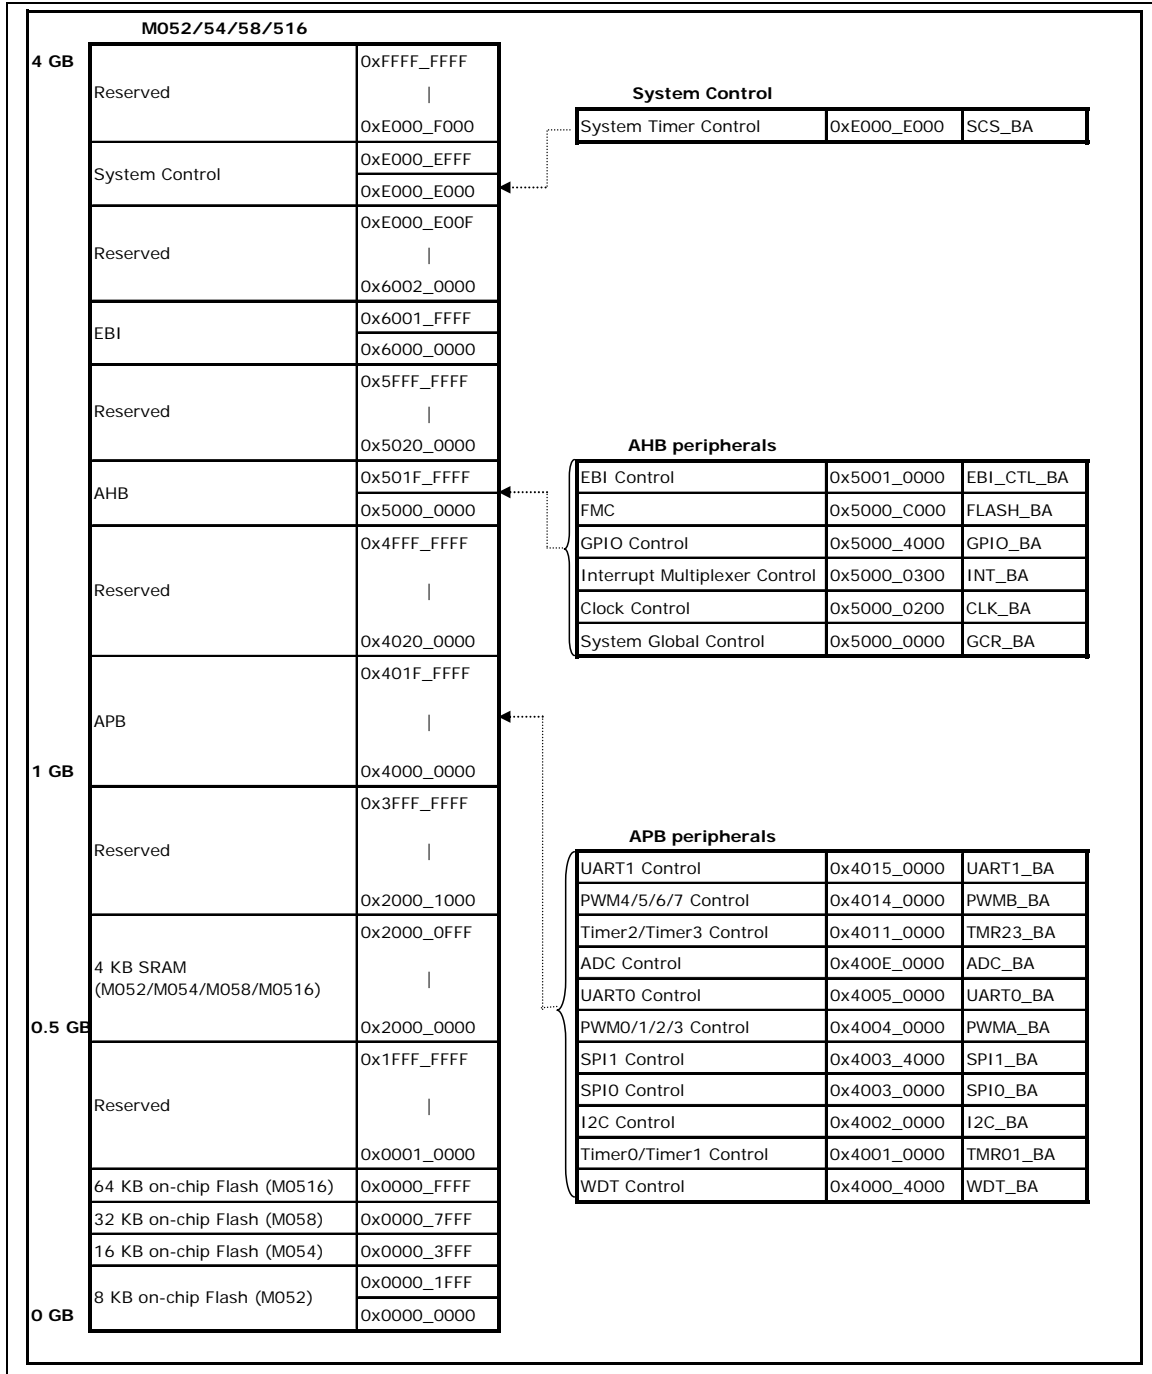 M052/54/58/516
4 GB
Reserved
0xFFFF_FFFF
|
0xE000_F000
System Control
0xE000_EFFF
0xE000_E000
Reserved
0xE000_E00F
|
0x6002_0000
EBI
0x6001_FFFF
0x6000_0000
Reserved
0x5FFF_FFFF
|
0x5020_0000
AHB
0x501F_FFFF
0x5000_0000
Reserved
0x4FFF_FFFF
|
0x4020_0000
APB
0x401F_FFFF
|
1 GB
0x4000_0000
Reserved
0x3FFF_FFFF
|
0x2000_1000
4 KB SRAM
(M052/M054/M058/M0516)
0x2000_0FFF
|
0.5 GB
0x2000_0000
Reserved
0x1FFF_FFFF
|
0x0001_0000
64 KB on-chip Flash (M0516) 0x0000_FFFF
32 KB on-chip Flash (M058) 0x0000_7FFF
16 KB on-chip Flash (M054) 0x0000_3FFF
8 KB on-chip Flash (M052)
0x0000_1FFF
0 GB
0x0000_0000
System Control
System Timer Control 0xE000_E000 SCS_BA
AHB peripherals
EBI Control 0x5001_0000 EBI_CTL_BA
FMC 0x5000_C000 FLASH_BA
GPIO Control 0x5000_4000 GPIO_BA
Interrupt Multiplexer Control 0x5000_0300 INT_BA
Clock Control 0x5000_0200 CLK_BA
System Global Control 0x5000_0000 GCR_BA
APB peripherals
UART1 Control 0x4015_0000 UART1_BA
PWM4/5/6/7 Control 0x4014_0000 PWMB_BA
Timer2/Timer3 Control 0x4011_0000 TMR23_BA
ADC Control 0x400E_0000 ADC_BA
UART0 Control 0x4005_0000 UART0_BA
PWM0/1/2/3 Control 0x4004_0000 PWMA_BA
SPI1 Control 0x4003_4000 SPI1_BA
SPI0 Control 0x4003_0000 SPI0_BA
I2C Control 0x4002_0000 I2C_BA
Timer0/Timer1 Control 0x4001_0000 TMR01_BA
WDT Control 0x4000_4000 WDT_BA